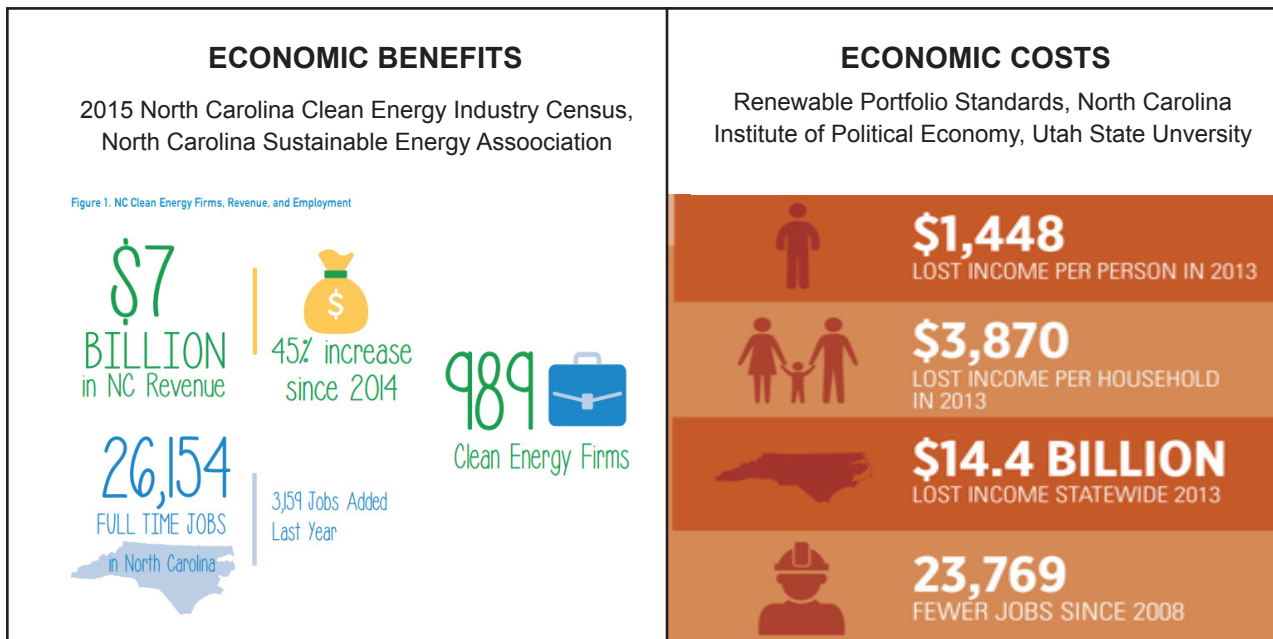 ECONOMIC BENEFITS
2015 North Carolina Clean Energy Industry Census,
North Carolina Sustainable Energy Assoociation
Figure 1. NC Clean Energy Firms, Revenue, and Employment
$7
BILLION
in NC Revenue
$
45% increase
since 2014
989
Clean Energy Firms
26,154
FULL TIME JOBS
in North Carolina
3,159 Jobs Added
Last Year
ECONOMIC COSTS
Renewable Portfolio Standards, North Carolina
Institute of Political Economy, Utah State Unversity
$1,448
LOST INCOME PER PERSON IN 2013
$3,870
LOST INCOME PER HOUSEHOLD
IN 2013
$14.4 BILLION
LOST INCOME STATEWIDE 2013
23,769
FEWER JOBS SINCE 2008